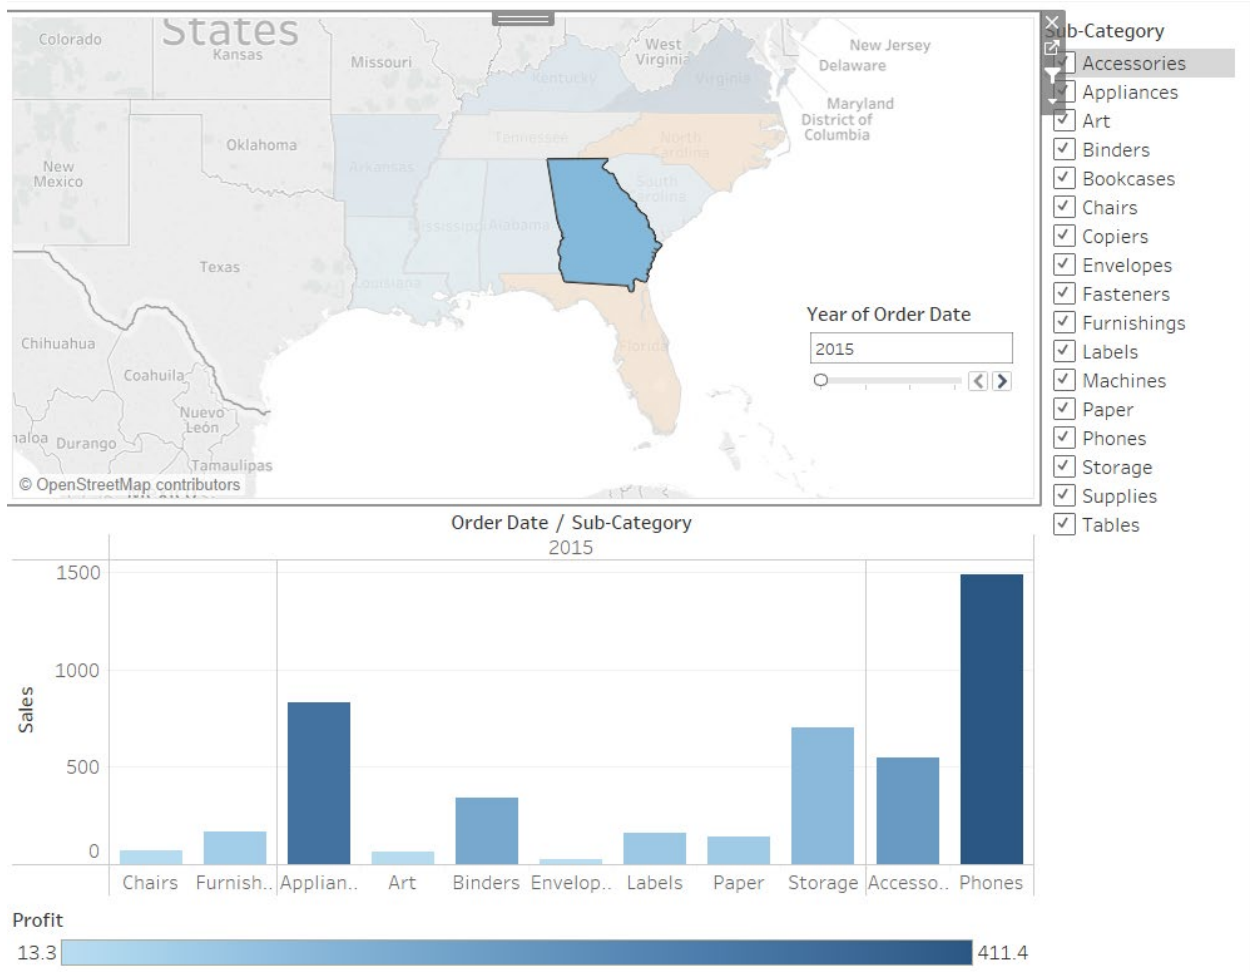 States
Colorado
Kansas
Missouri
West
Virginia
New Jersey
Delaware
Kentucky
Virginia
Maryland
District of
Columbia
Oklahoma
Tennessee
North
Carolina
New
Mexico
Arkansas
South
Carolina
Mississippi
Alabama
Texas
Louisiana
Florida
Chihuahua
Coahuila
Nuevo
León
naloa
Durango
Tamaulipas
© OpenStreetMap contributors
Year of Order Date
2015
Sub-Category
Accessories
Appliances
Art
Binders
Bookcases
Chairs
Copiers
Envelopes
Fasteners
Furnishings
Labels
Machines
Paper
Phones
Storage
Supplies
Tables
Order Date / Sub-Category
2015
Sales
1500
1000
500
0
Chairs Furnish.. Applian.. Art Binders Envelop.. Labels Paper Storage Accesso.. Phones
Profit
13.3 411.4